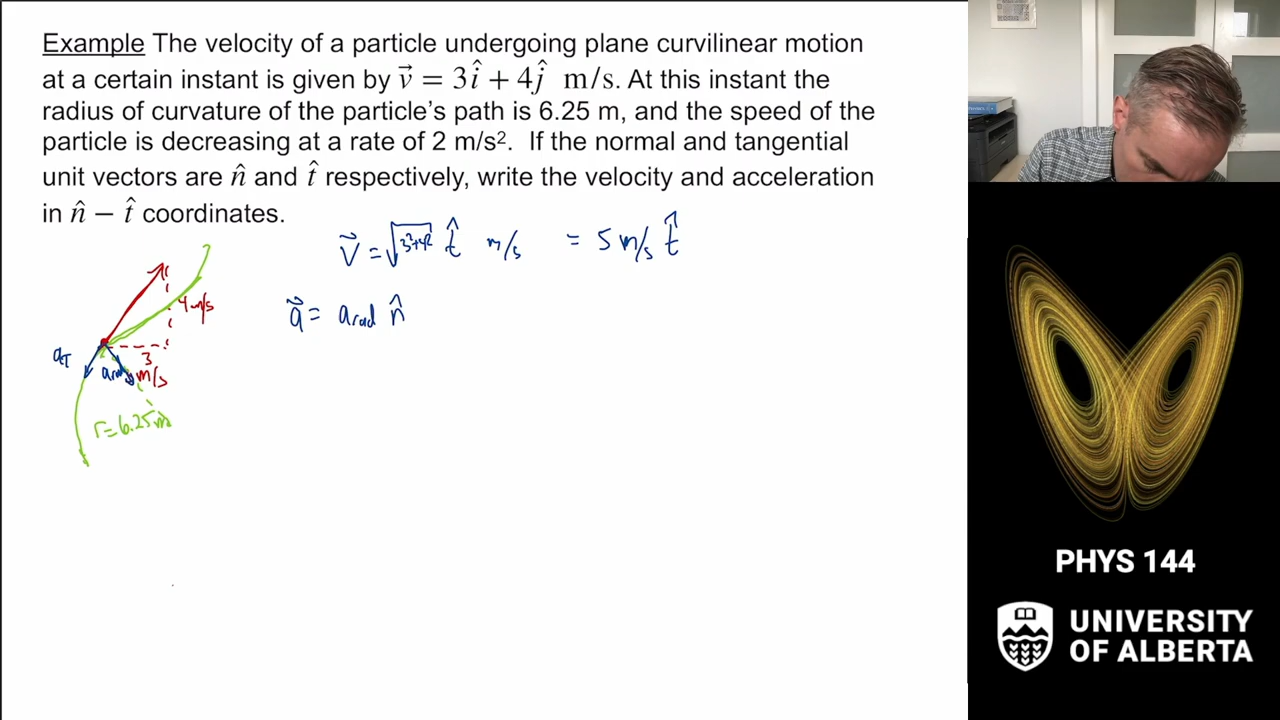 Example The velocity of a particle undergoing plane curvilinear motion
at a certain instant is given by v⃗ = 3î + 4ĵ m/s. At this instant the
radius of curvature of the particle's path is 6.25 m, and the speed of the
particle is decreasing at a rate of 2 m/s². If the normal and tangential
unit vectors are n̂ and t̂ respectively, write the velocity and acceleration
in n̂ − t̂ coordinates.
v⃗ = √3²+4² t̂ m/s = 5 m/s t̂
a⃗ = arad n̂
4 m/s
3
m/s
aT
arad
r=6.25m
PHYS 144
UNIVERSITY
OF ALBERTA